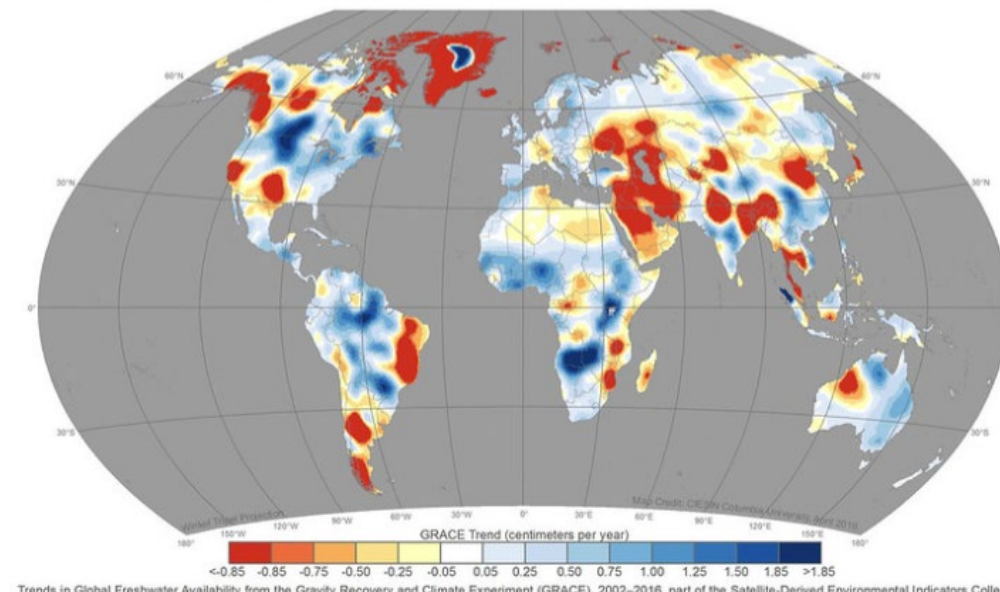 60°N
60°N
30°N
30°N
0°
30°S
30°S
Winkel Tripel Projection
Map Credit: CIESIN Columbia University, April 2018.
180°
150°W
120°W
90°W
60°W
30°W
0°
30°E
60°E
90°E
120°E
150°E
180°
GRACE Trend (centimeters per year)
<-0.85 -0.85 -0.75 -0.50 -0.25 -0.05 0.05 0.25 0.50 0.75 1.00 1.25 1.50 1.85 >1.85
Trends in Global Freshwater Availability from the Gravity Recovery and Climate Experiment (GRACE), 2002–2016, part of the Satellite-Derived Environmental Indicators Colle